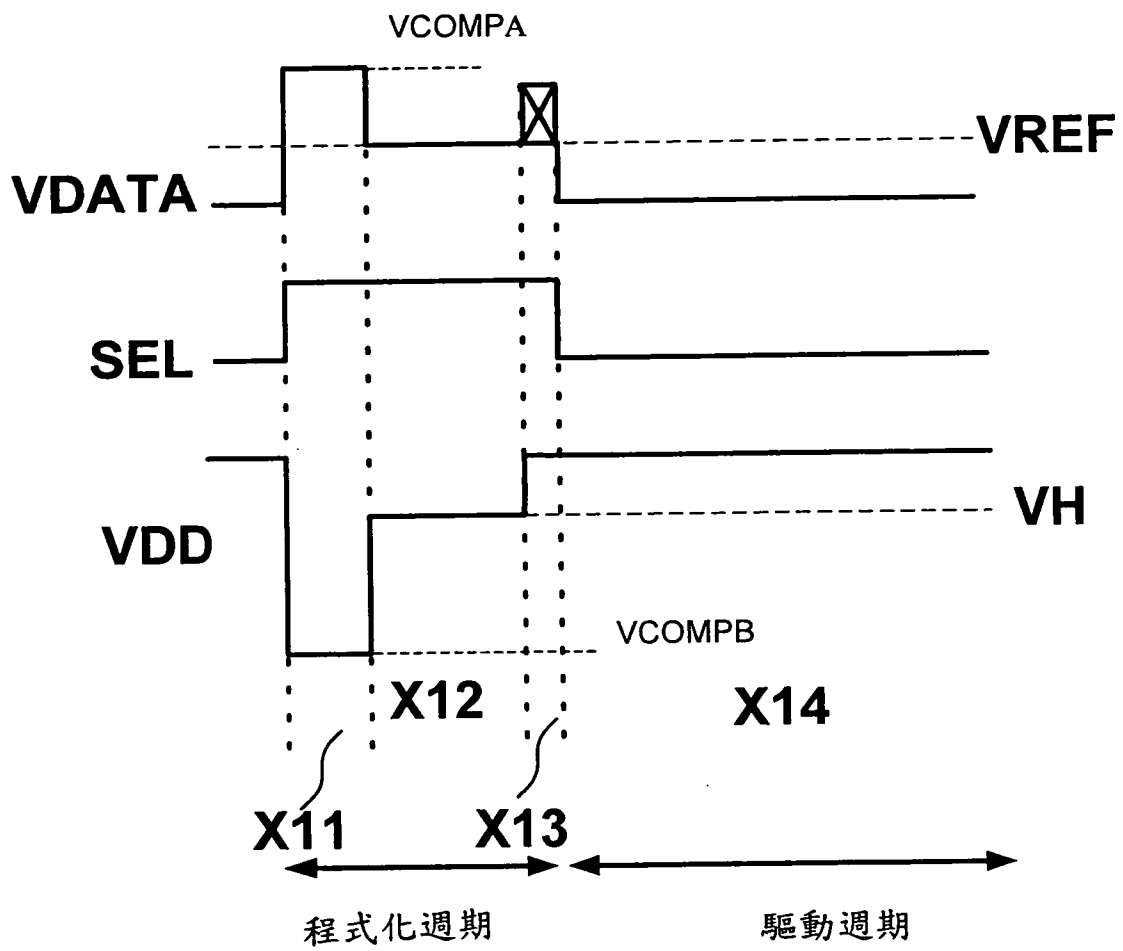 VCOMPA
VREF
VDATA
SEL
VH
VDD
VCOMPB
X12
X14
X11
X13
程式化週期
驅動週期